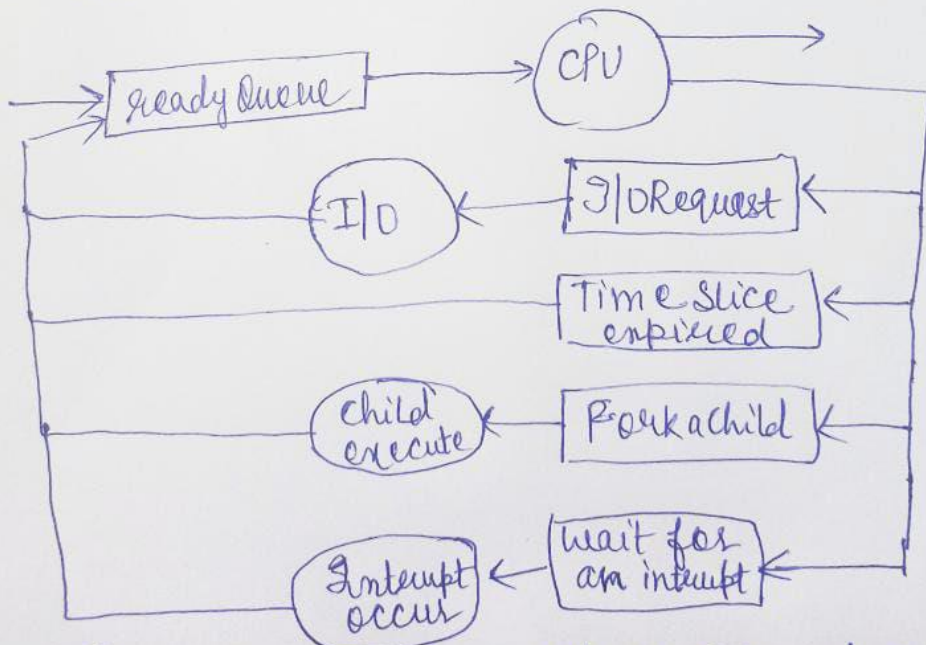 ready Queue
CPU
I/O
I/O Request
Time Slice
expired
child
execute
Fork a Child
wait for
an interupt
Interupt
occur